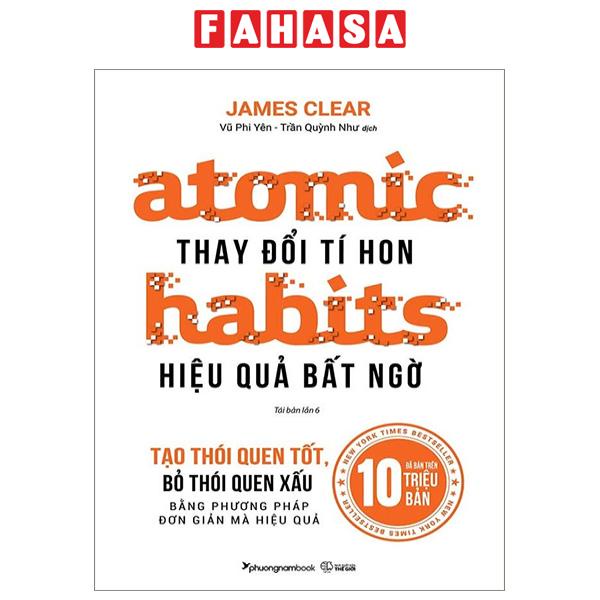 FAHASA
JAMES CLEAR
Vũ Phi Yên - Trần Quỳnh Như dịch
atomic
THAY ĐỔI TÍ HON
habits
HIỆU QUẢ BẤT NGỜ
Tái bản lần 6
TẠO THÓI QUEN TỐT,
BỎ THÓI QUEN XẤU
BẰNG PHƯƠNG PHÁP
ĐƠN GIẢN MÀ HIỆU QUẢ
NEW YORK TIMES BESTSELLER
ĐÃ BÁN TRÊN
10 TRIỆU
BẢN
NEW YORK TIMES BESTSELLER
phuongnambook
THẾ GIỚI